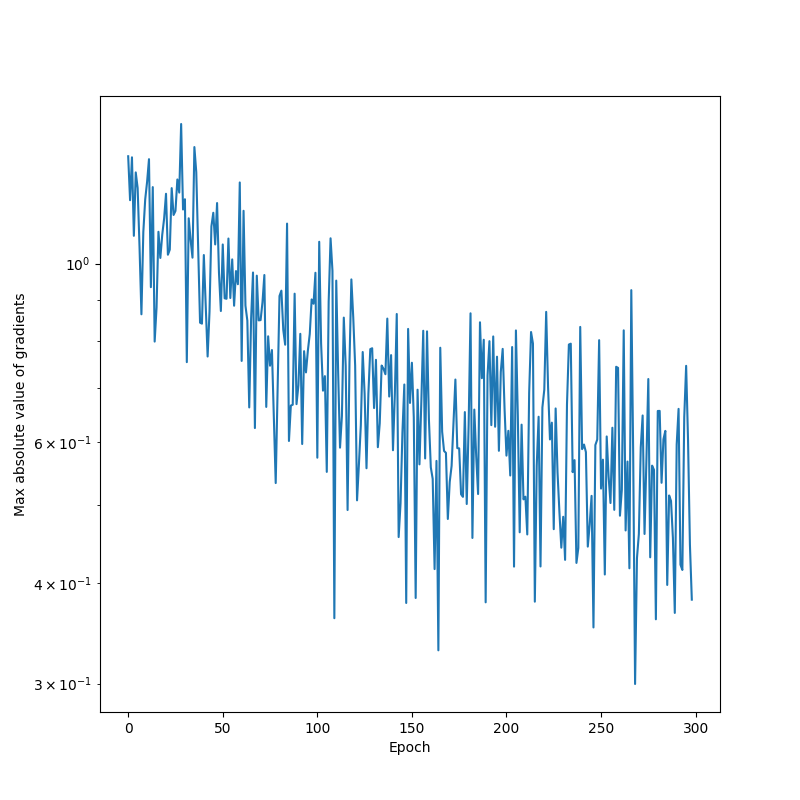 Max absolute value of gradients
10⁰
6 × 10⁻¹
4 × 10⁻¹
3 × 10⁻¹
0 50 100 150 200 250 300
Epoch